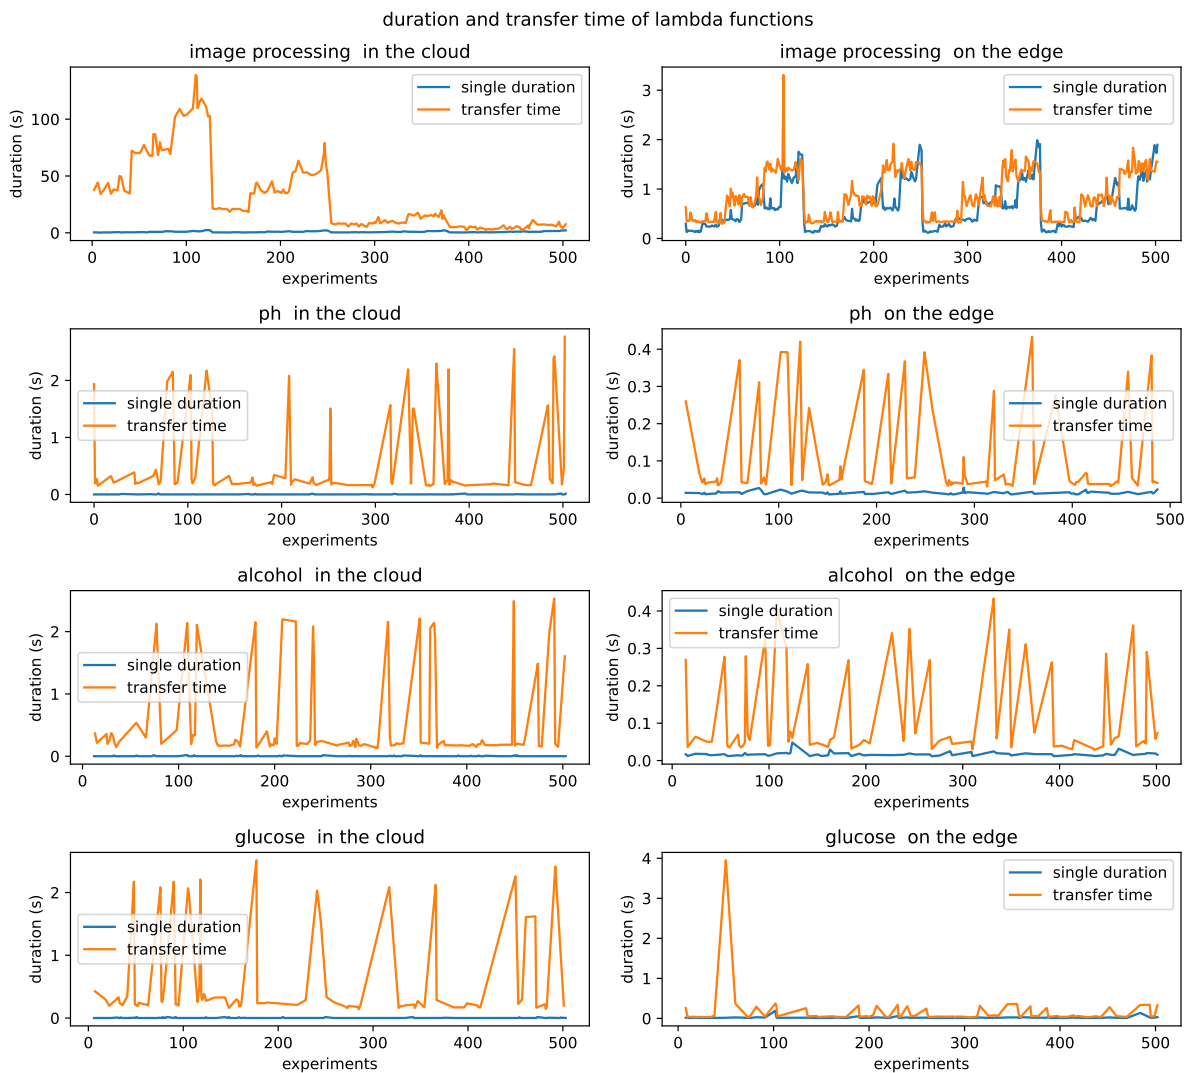 duration and transfer time of lambda functions
image processing  in the cloud
duration (s)
100
50
0
single duration
transfer time
0 100 200 300 400 500
experiments
image processing  on the edge
duration (s)
3
2
1
0
single duration
transfer time
0 100 200 300 400 500
experiments
ph  in the cloud
duration (s)
2
1
0
single duration
transfer time
0 100 200 300 400 500
experiments
ph  on the edge
duration (s)
0.4
0.3
0.2
0.1
0.0
single duration
transfer time
0 100 200 300 400 500
experiments
alcohol  in the cloud
duration (s)
2
1
0
single duration
transfer time
0 100 200 300 400 500
experiments
alcohol  on the edge
duration (s)
0.4
0.3
0.2
0.1
0.0
single duration
transfer time
0 100 200 300 400 500
experiments
glucose  in the cloud
duration (s)
2
1
0
single duration
transfer time
0 100 200 300 400 500
experiments
glucose  on the edge
duration (s)
4
3
2
1
0
single duration
transfer time
0 100 200 300 400 500
experiments